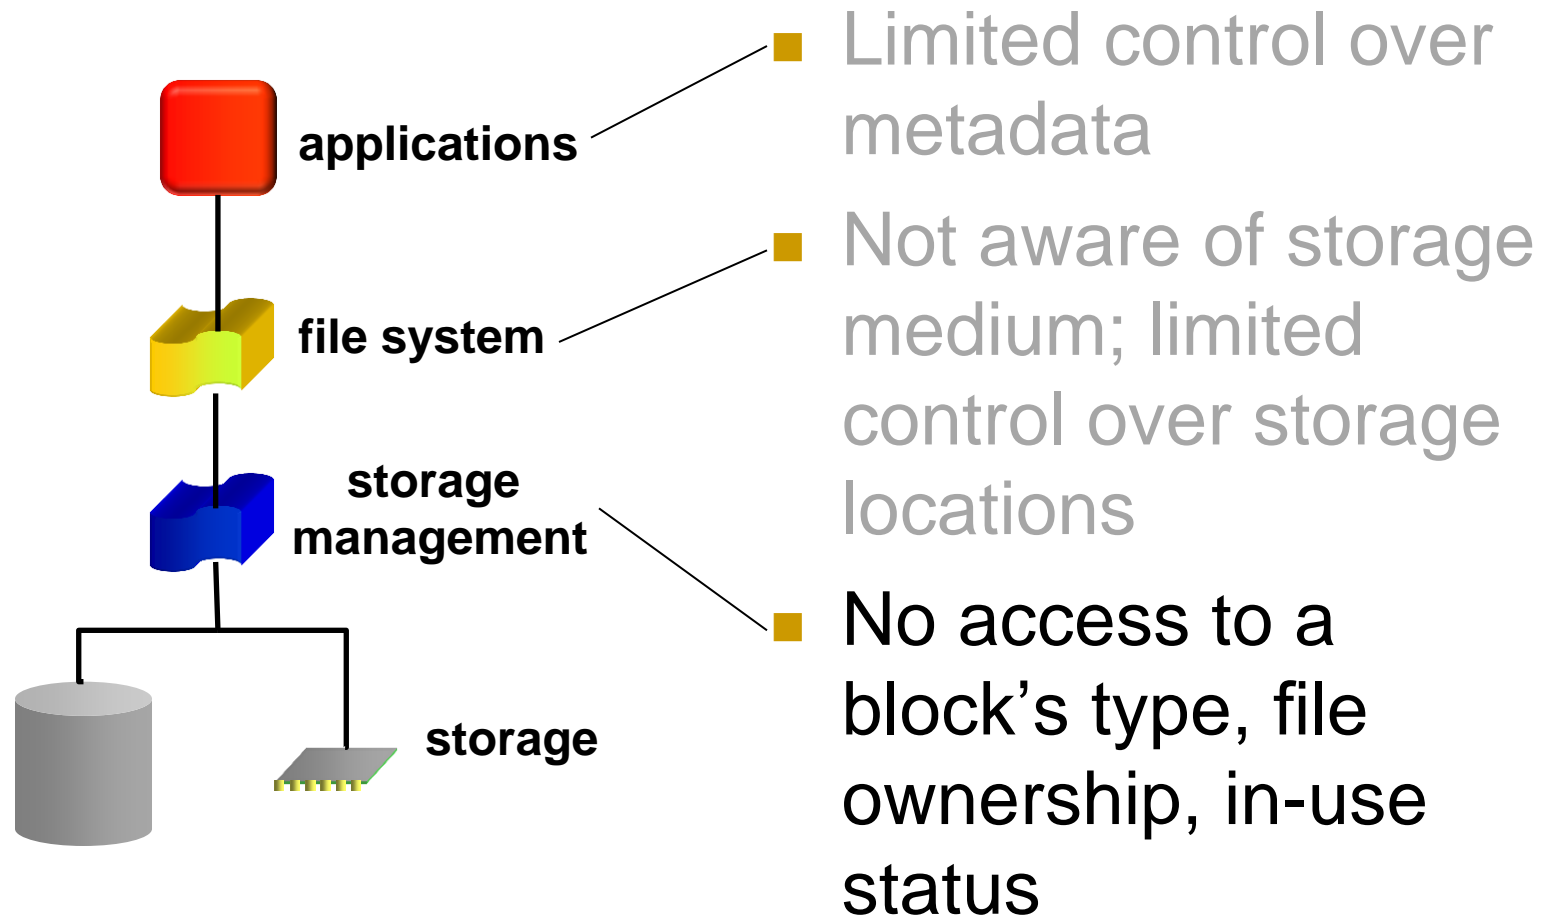 applications
file system
storage
management
storage
Limited control over
metadata
Not aware of storage
medium; limited
control over storage
locations
No access to a
block’s type, file
ownership, in-use
status